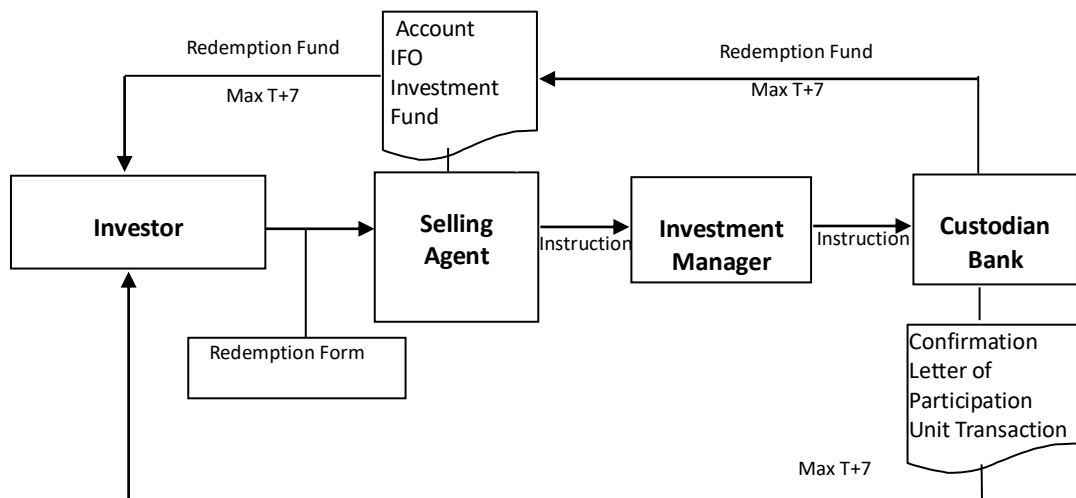 Account
IFO
Investment
Fund
Redemption Fund
Max T+7
Redemption Fund
Max T+7
Investor
Selling
Agent
Instruction
Investment
Manager
Instruction
Custodian
Bank
Redemption Form
Confirmation
Letter of
Participation
Unit Transaction
Max T+7